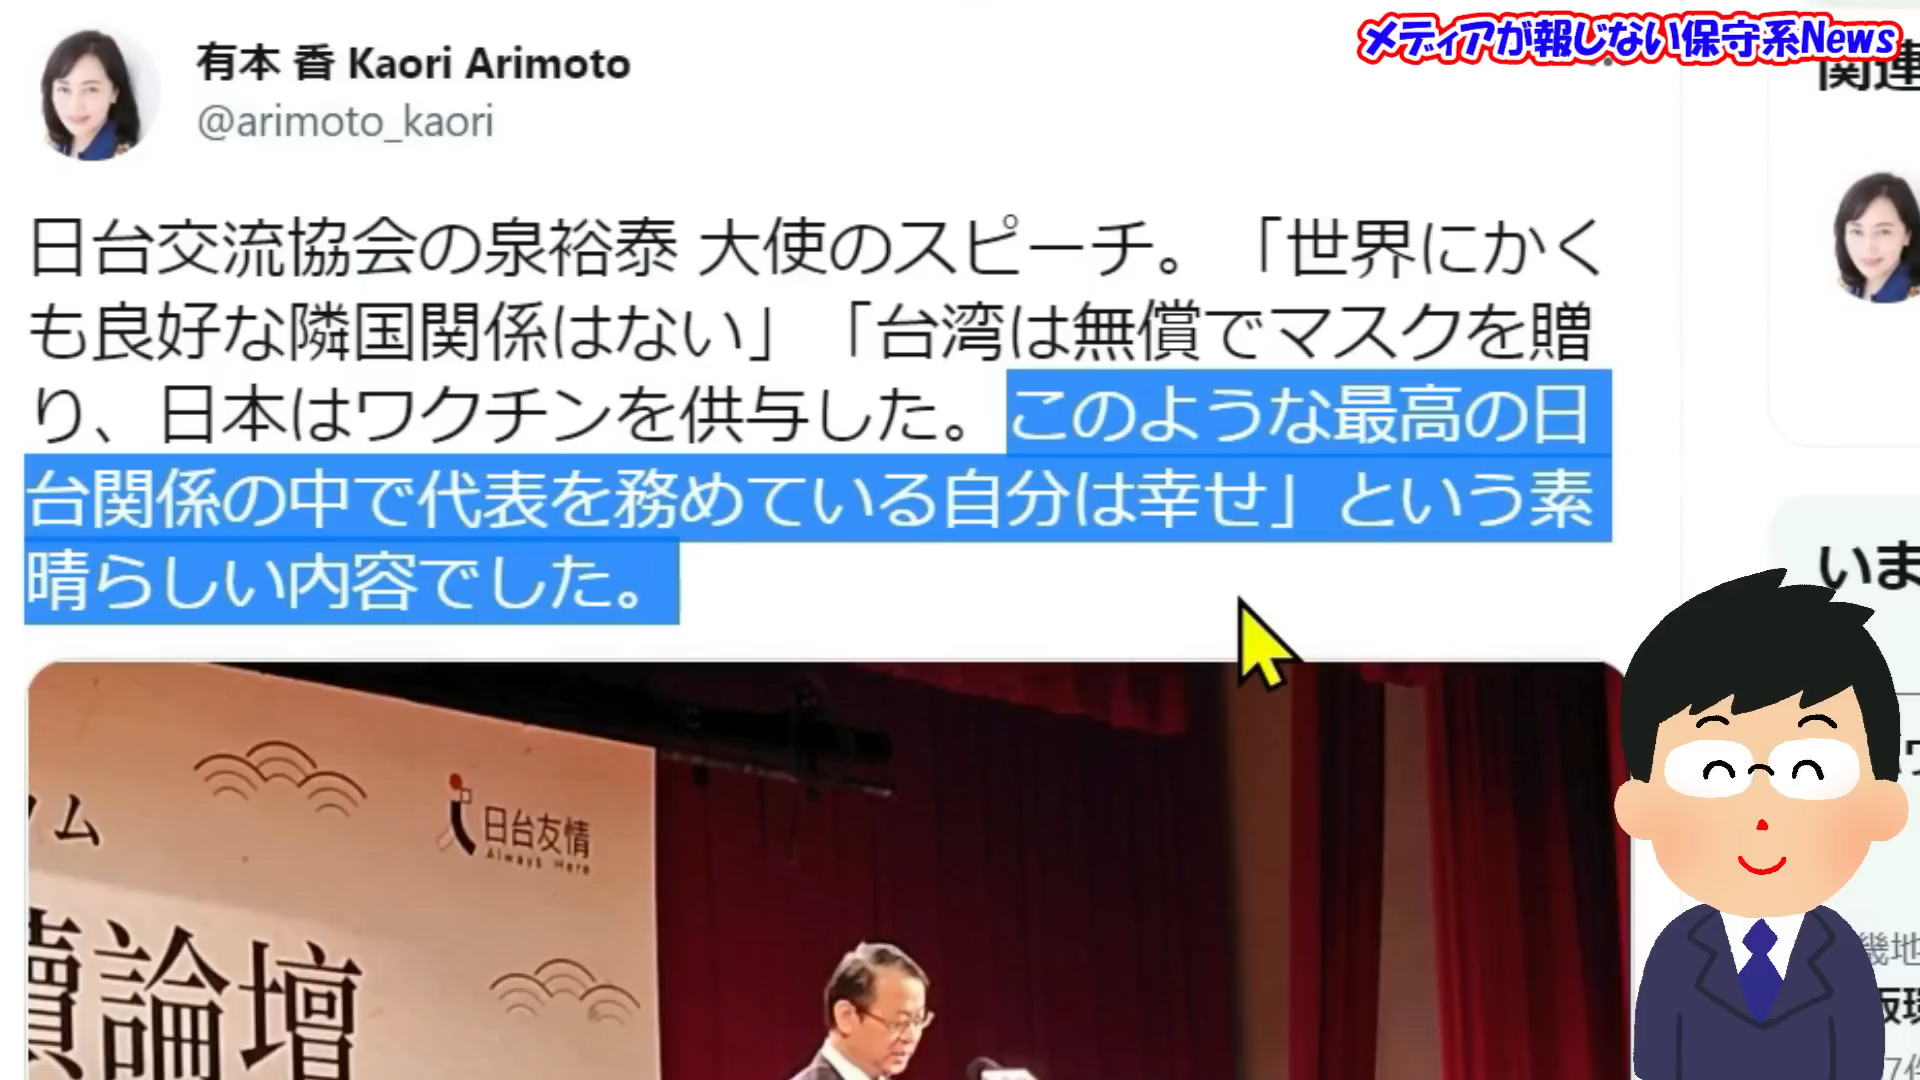 メディアが報じない保守系News
有本 香 Kaori Arimoto
@arimoto_kaori
関連
日台交流協会の泉裕泰 大使のスピーチ。「世界にかく
も良好な隣国関係はない」「台湾は無償でマスクを贈
り、日本はワクチンを供与した。このような最高の日
台関係の中で代表を務めている自分は幸せ」という素
晴らしい内容でした。
いま
ム
日台友情
Always Here
論壇